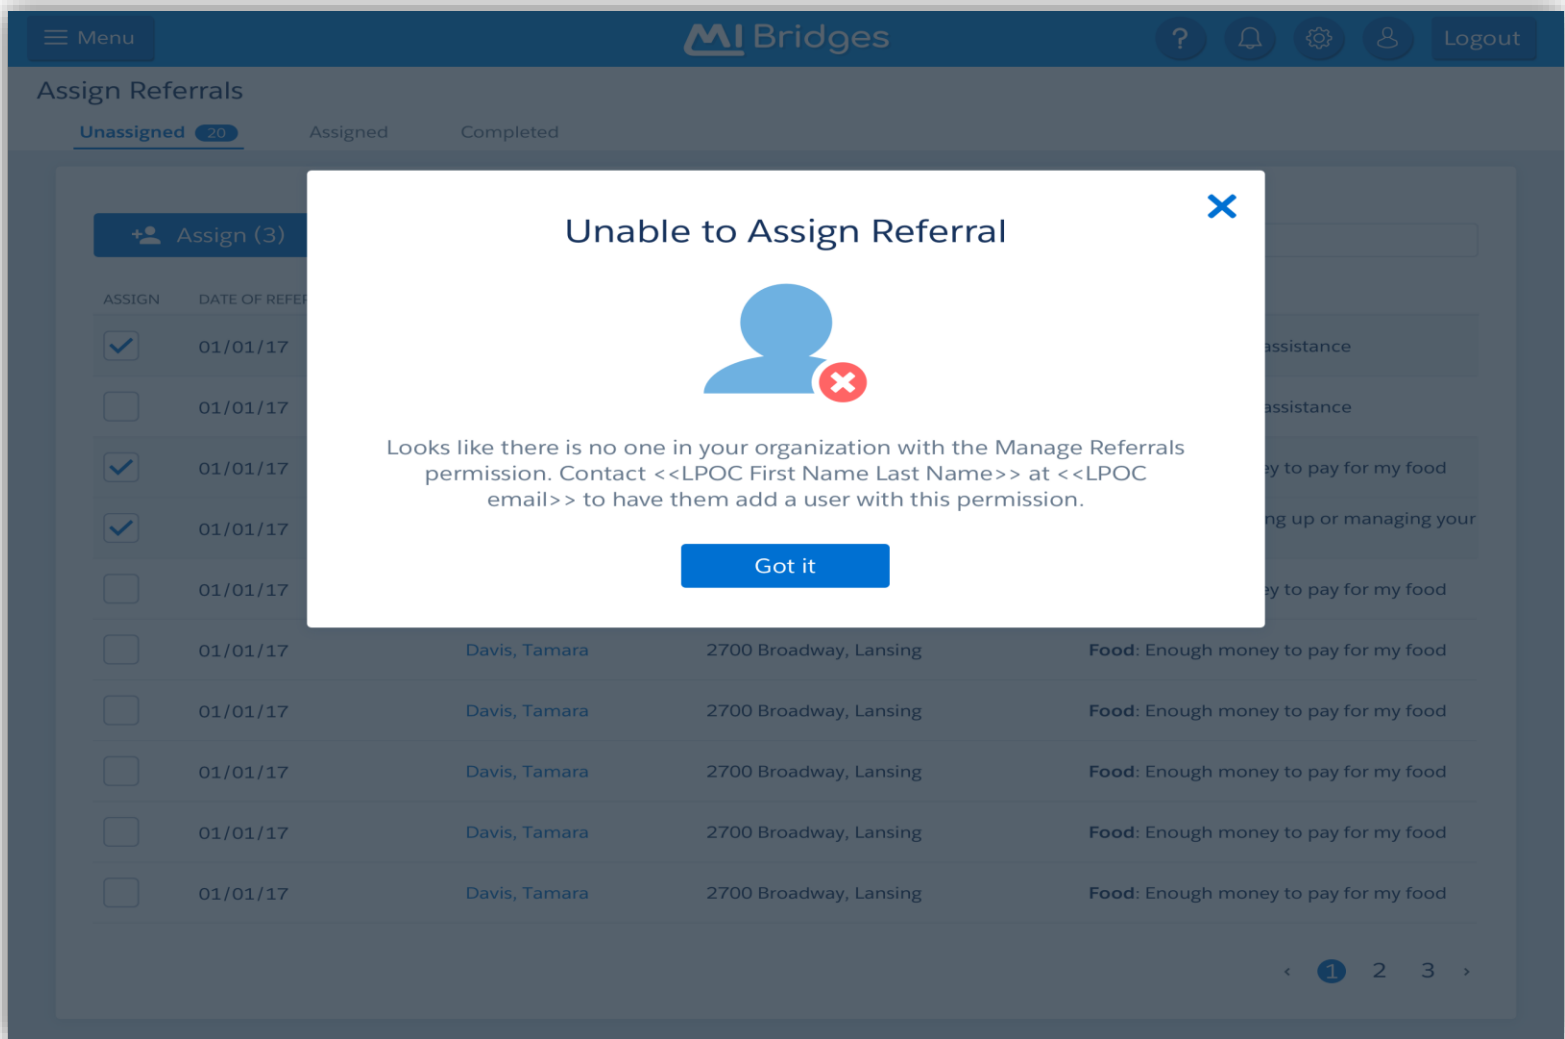 Menu
MI Bridges
?
Logout
Assign Referrals
Unassigned 20 Assigned Completed
Assign (3)
Unable to Assign Referral
ASSIGN DATE OF
01/01/17 assistance
01/01/17 assistance
Looks like there is no one in your organization with the Manage Referrals
permission. Contact <<LPOC First Name Last Name>> at <<LPOC
email>> to have them add a user with this permission.
01/01/17 to pay for my food
01/01/17 up or managing your
Got it
01/01/17 to pay for my food
01/01/17 Davis, Tamara 2700 Broadway, Lansing Food: Enough money to pay for my food
01/01/17 Davis, Tamara 2700 Broadway, Lansing Food: Enough money to pay for my food
01/01/17 Davis, Tamara 2700 Broadway, Lansing Food: Enough money to pay for my food
01/01/17 Davis, Tamara 2700 Broadway, Lansing Food: Enough money to pay for my food
01/01/17 Davis, Tamara 2700 Broadway, Lansing Food: Enough money to pay for my food
‹ 1 2 3 ›